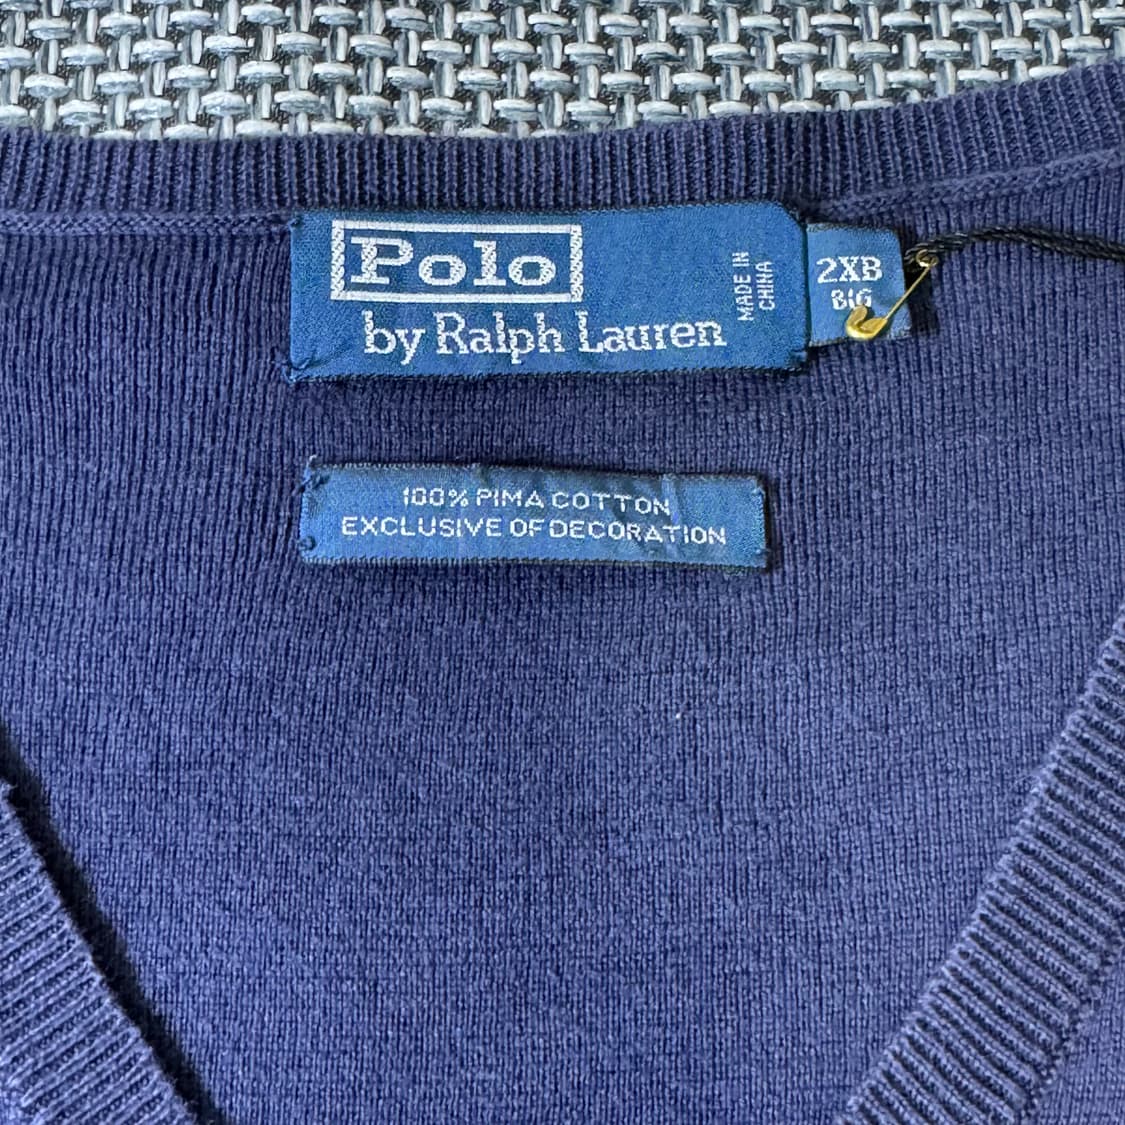 Polo
by Ralph Lauren
MADE IN
CHINA
2XB
BIG
100% PIMA COTTON
EXCLUSIVE OF DECORATION